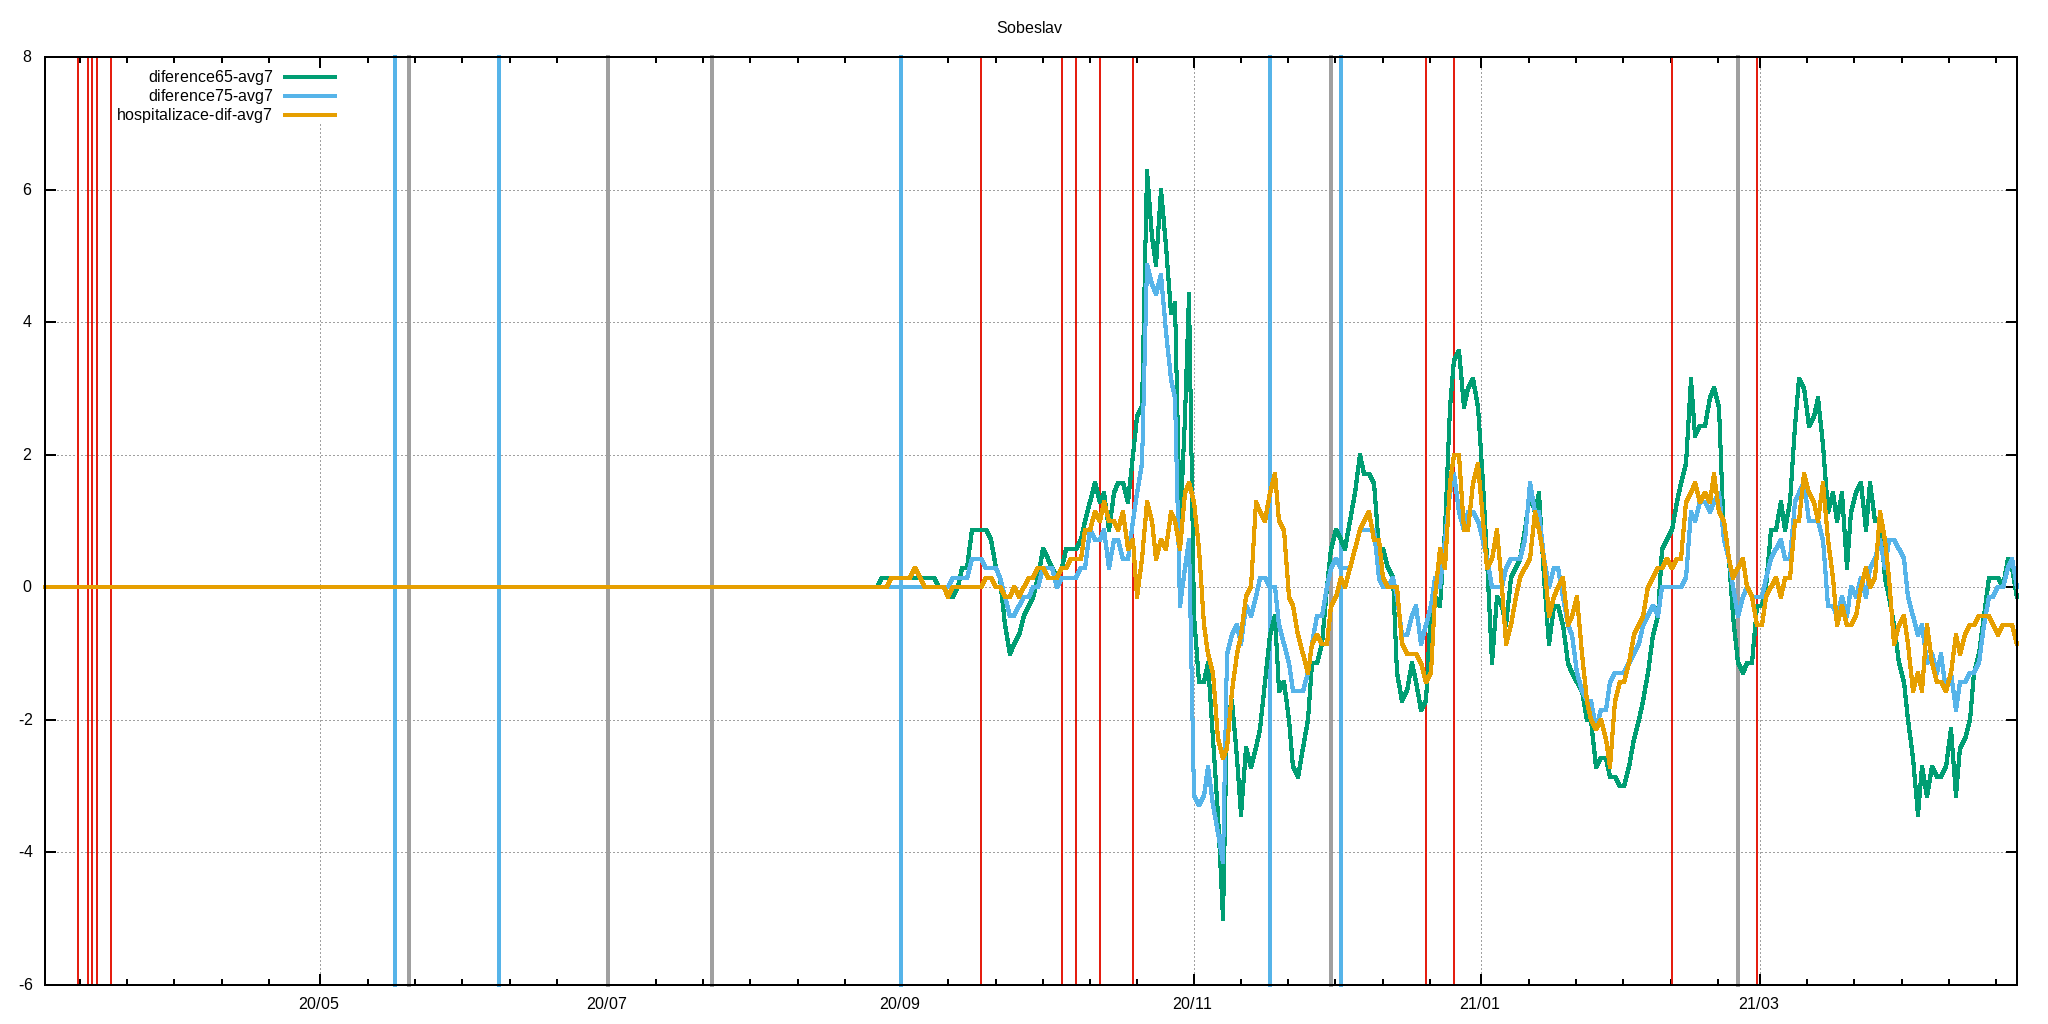 Sobeslav
8
diference65-avg7
diference75-avg7
hospitalizace-dif-avg7
6
4
2
0
-2
-4
-6
20/05 20/07 20/09 20/11 21/01 21/03